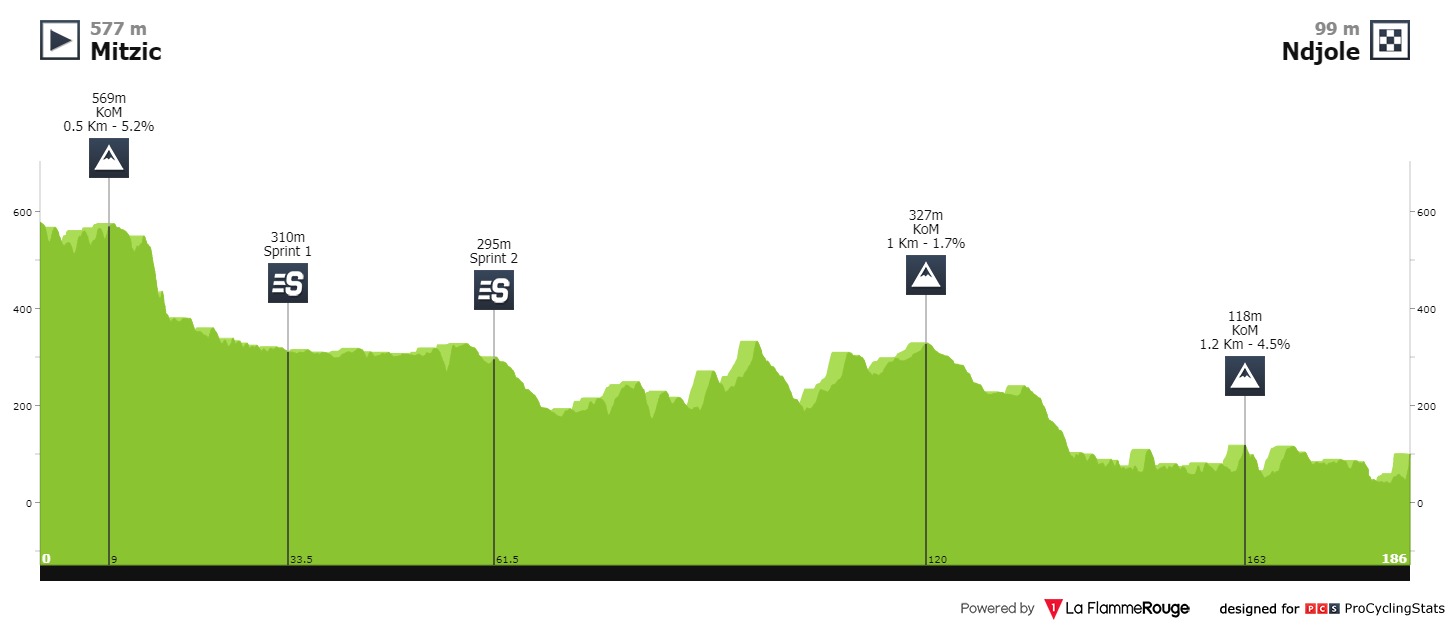 577 m
Mitzic
99 m
Ndjole
569m
KoM
0.5 Km - 5.2%
310m
Sprint 1
295m
Sprint 2
327m
KoM
1 Km - 1.7%
118m
KoM
1.2 Km - 4.5%
600
400
200
0
600
400
200
0
0
9
33.5
61.5
120
163
186
Powered by 1 La FlammeRouge designed for PCS ProCyclingStats